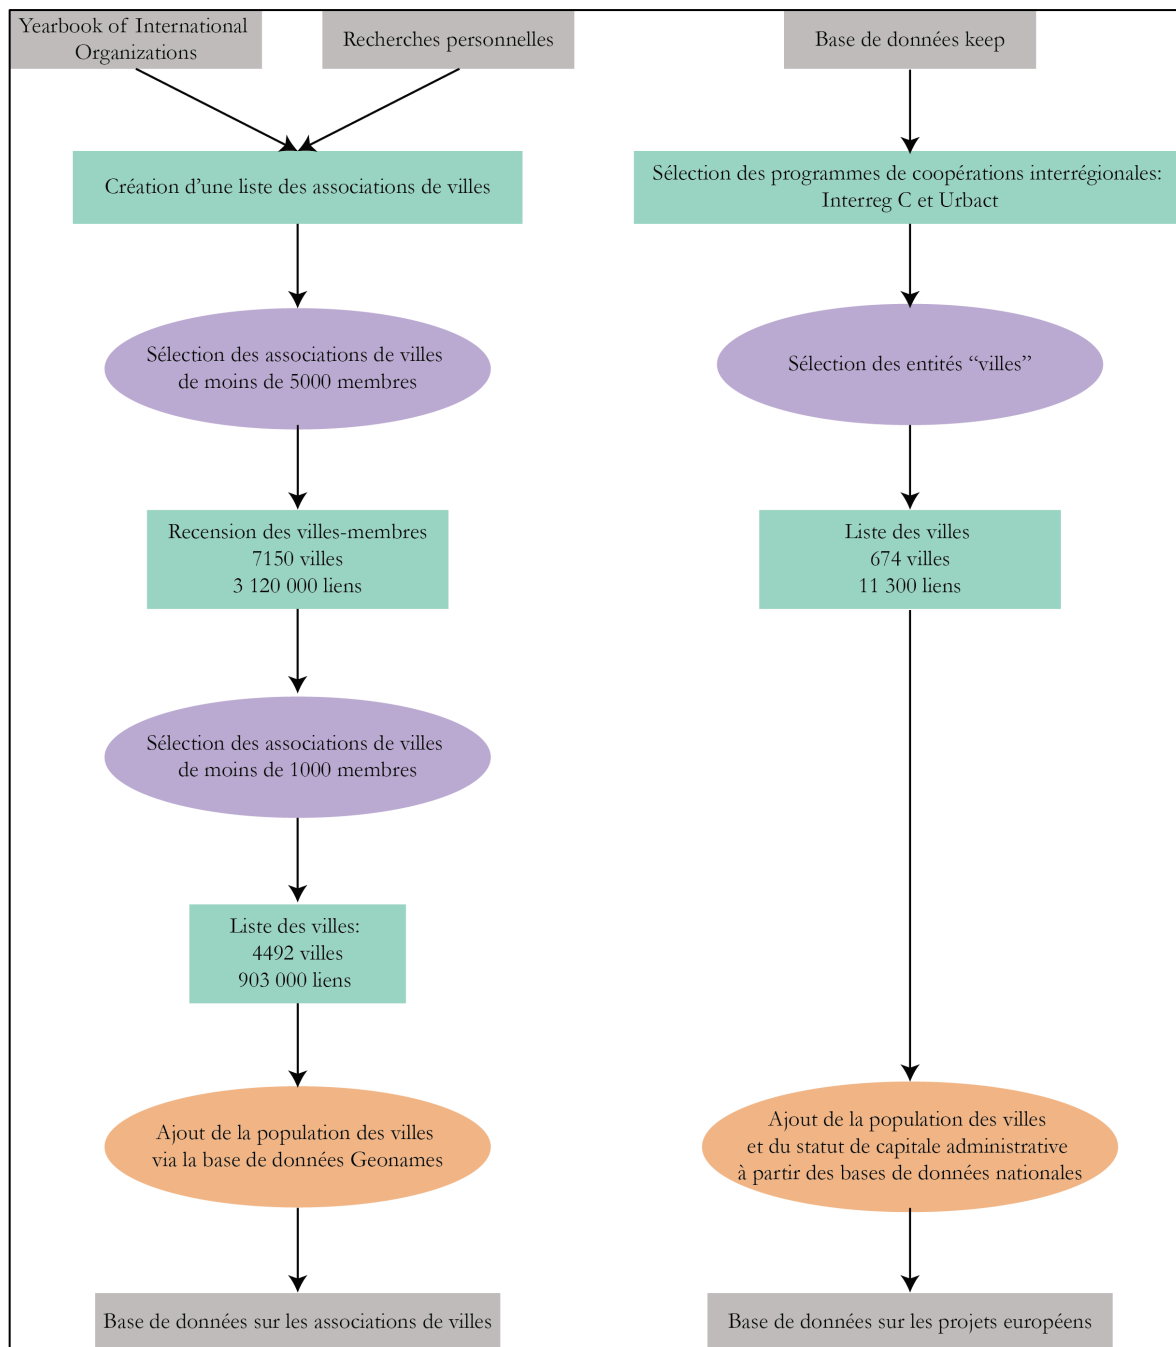 Yearbook of International
Organizations
Recherches personnelles
Création d’une liste des associations de villes
Sélection des associations de villes
de moins de 5000 membres
Recension des villes-membres
7150 villes
3 120 000 liens
Sélection des associations de villes
de moins de 1000 membres
Liste des villes:
4492 villes
903 000 liens
Ajout de la population des villes
via la base de données Geonames
Base de données sur les associations de villes
Base de données keep
Sélection des programmes de coopérations interrégionales:
Interreg C et Urbact
Sélection des entités “villes”
Liste des villes
674 villes
11 300 liens
Ajout de la population des villes
et du statut de capitale administrative
à partir des bases de données nationales
Base de données sur les projets européens